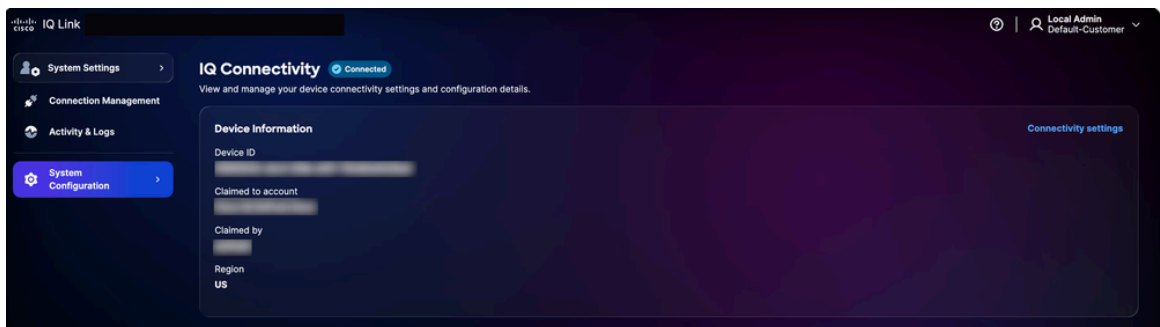 CISCO IQ Link
Local Admin
Default-Customer
System Settings
Connection Management
Activity & Logs
System
Configuration
IQ Connectivity Connected
View and manage your device connectivity settings and configuration details.
Device Information Connectivity settings
Device ID
Claimed to account
Claimed by
Region
US